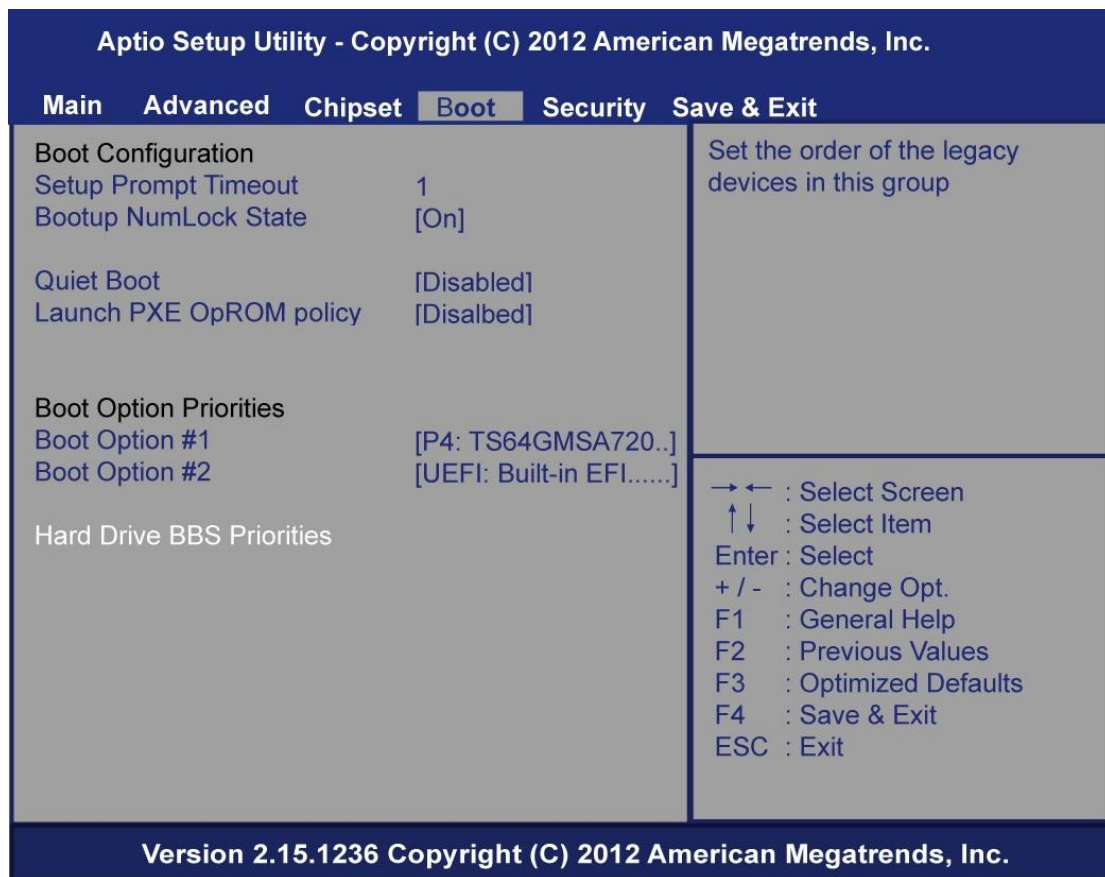 Aptio Setup Utility - Copyright (C) 2012 American Megatrends, Inc.
Main Advanced Chipset Boot Security Save & Exit
Boot Configuration
Setup Prompt Timeout 1
Bootup NumLock State [On]
Quiet Boot [Disabled]
Launch PXE OpROM policy [Disalbed]
Boot Option Priorities
Boot Option #1 [P4: TS64GMSA720..]
Boot Option #2 [UEFI: Built-in EFI......]
Hard Drive BBS Priorities
Set the order of the legacy
devices in this group
→ ← : Select Screen
↑↓ : Select Item
Enter : Select
+ / - : Change Opt.
F1 : General Help
F2 : Previous Values
F3 : Optimized Defaults
F4 : Save & Exit
ESC : Exit
Version 2.15.1236 Copyright (C) 2012 American Megatrends, Inc.